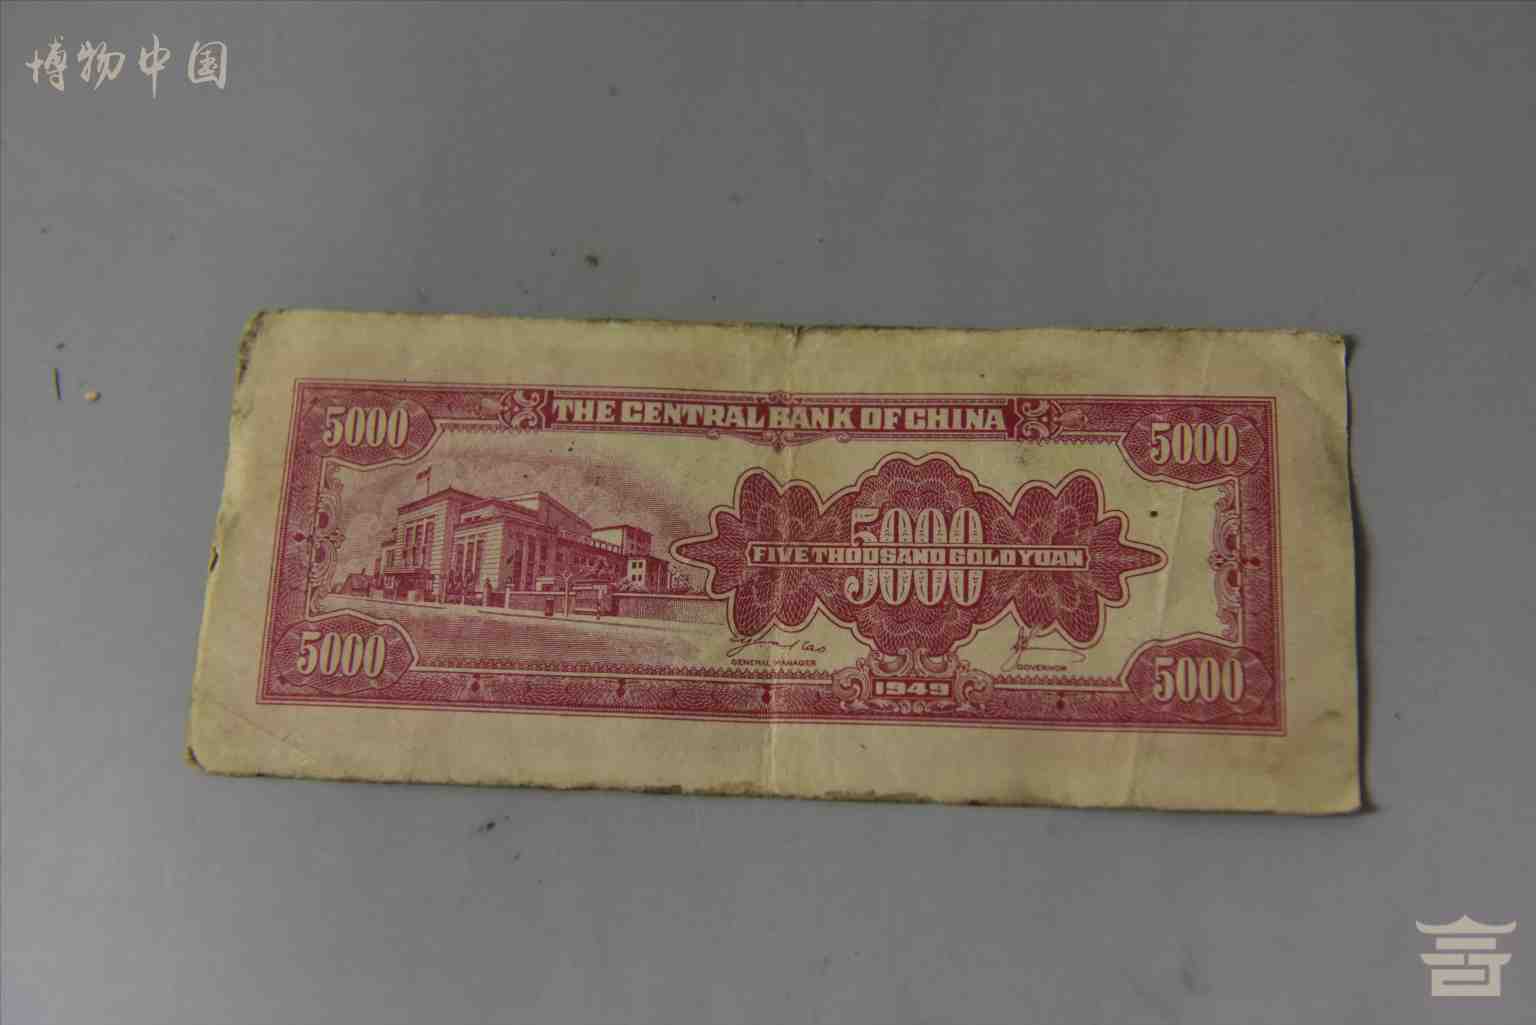 博物中国
5000
THE CENTRAL BANK OF CHINA
5000
5000
FIVE THOUSAND GOLD YUAN
5000
GENERAL MANAGER
GOVERNOR
1949
5000